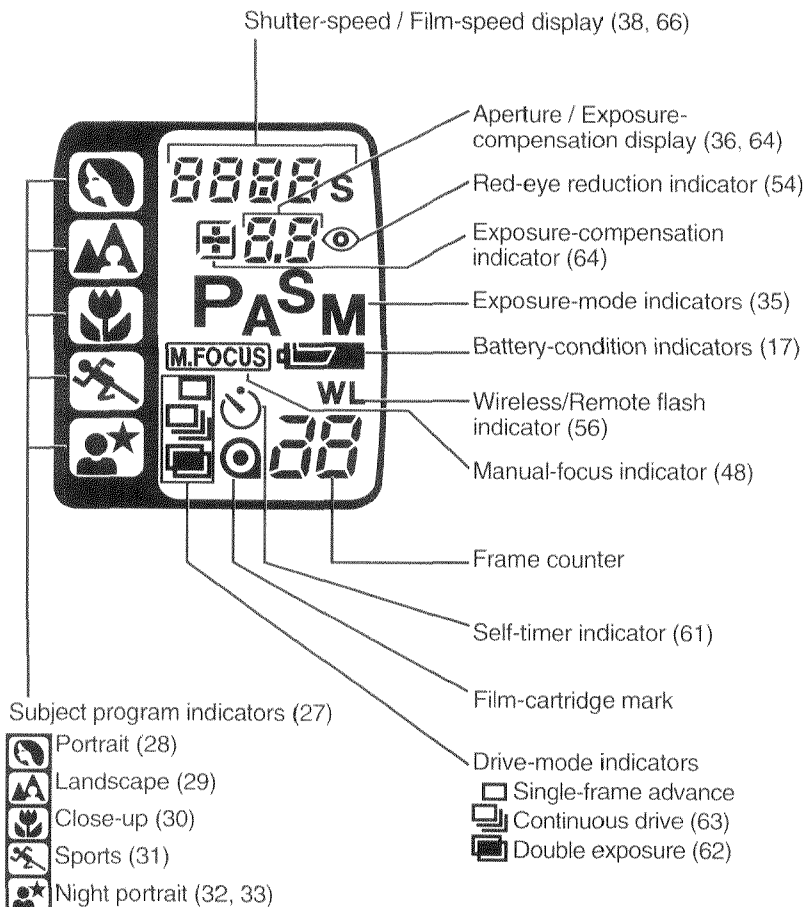 Shutter-speed / Film-speed display (38, 66)
Aperture / Exposure-
compensation display (36, 64)
Red-eye reduction indicator (54)
Exposure-compensation
indicator (64)
Exposure-mode indicators (35)
Battery-condition indicators (17)
Wireless/Remote flash
indicator (56)
Manual-focus indicator (48)
Frame counter
Self-timer indicator (61)
Film-cartridge mark
Drive-mode indicators
Single-frame advance
Continuous drive (63)
Double exposure (62)
8888 S
8.8
P A S M
M.FOCUS
WL
38
Subject program indicators (27)
Portrait (28)
Landscape (29)
Close-up (30)
Sports (31)
Night portrait (32, 33)